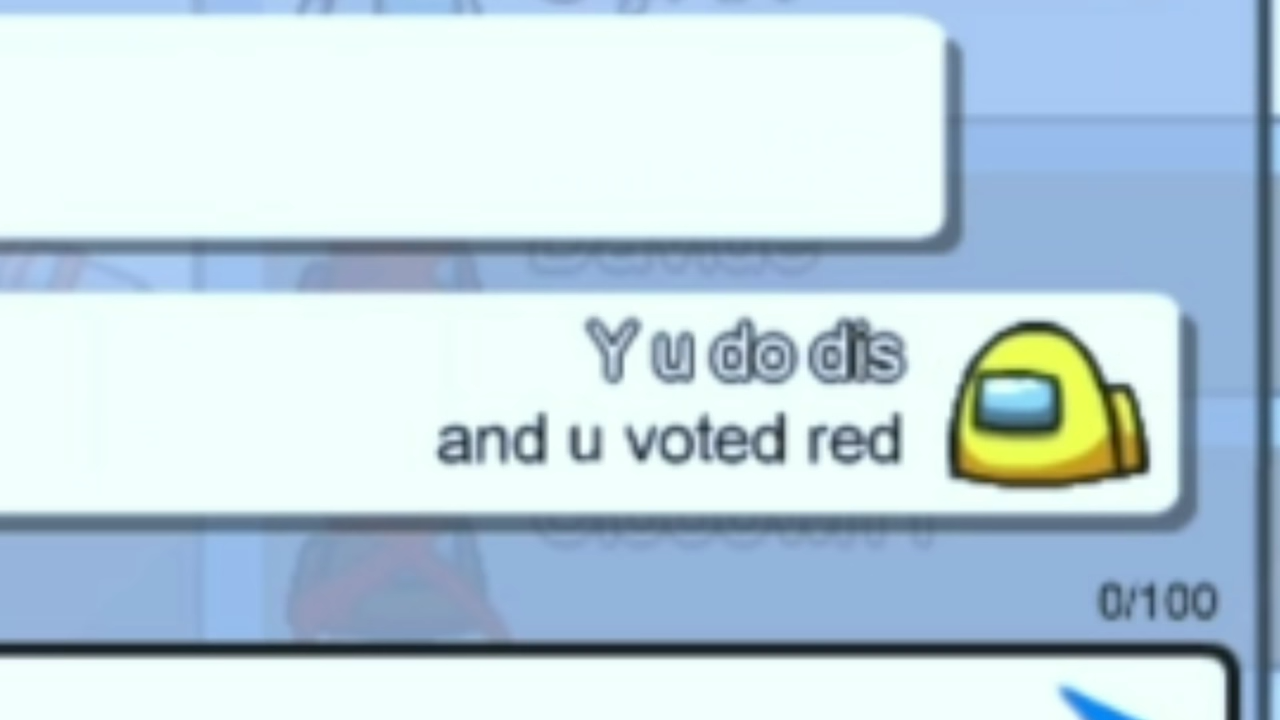 Y u do dis
and u voted red
0/100